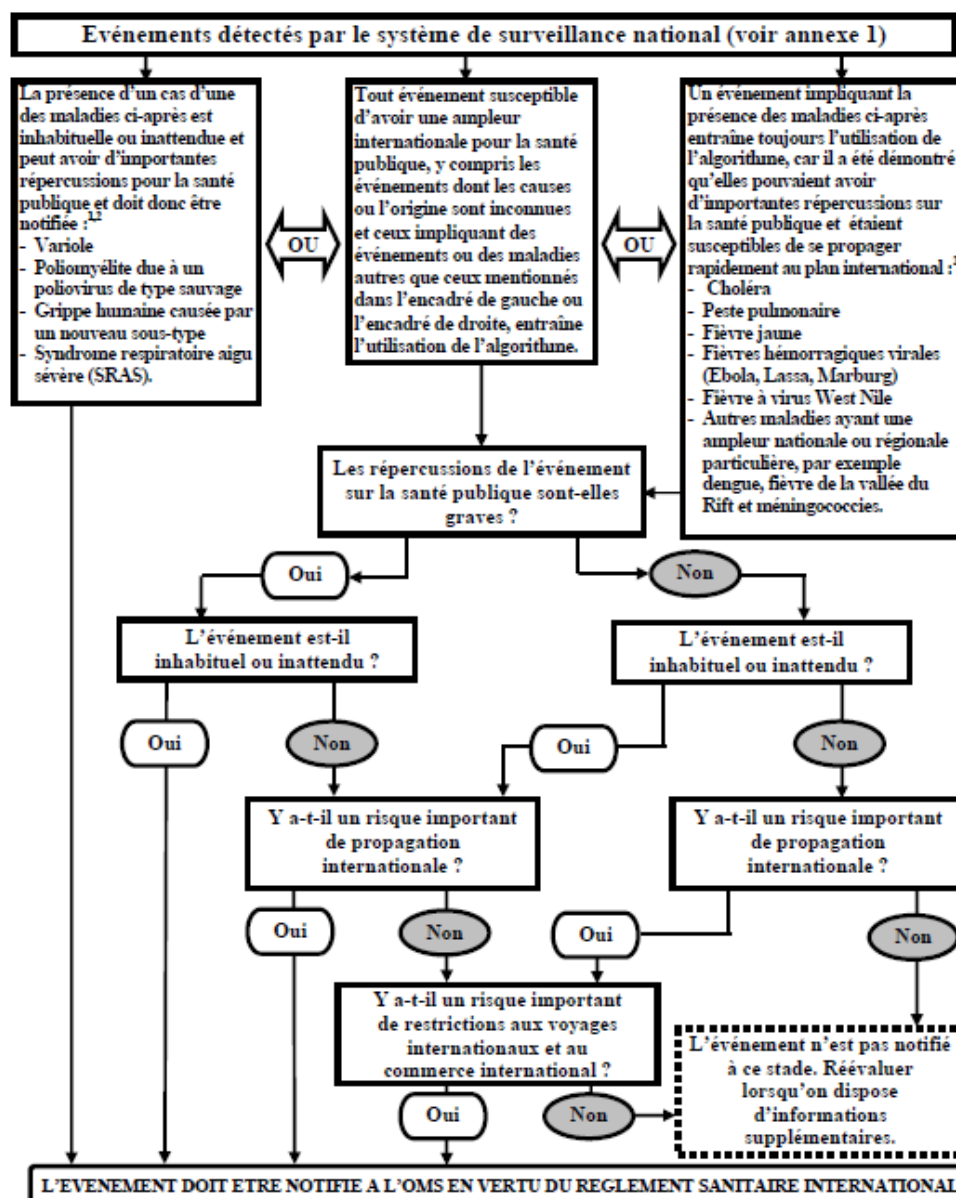 Evénements détectés par le système de surveillance national (voir annexe 1)
La présence d'un cas d'une
des maladies ci-après est
inhabituelle ou inattendue et
peut avoir d'importantes
répercussions pour la santé
publique et doit donc être
notifiée :1,2
- Variole
- Poliomyélite due à un
poliovirus de type sauvage
- Grippe humaine causée par
un nouveau sous-type
- Syndrome respiratoire aigu
sévère (SRAS).
OU
Tout événement susceptible
d'avoir une ampleur
internationale pour la santé
publique, y compris les
événements dont les causes
ou l'origine sont inconnues
et ceux impliquant des
événements ou des maladies
autres que ceux mentionnés
dans l'encadré de gauche ou
l'encadré de droite, entraîne
l'utilisation de l'algorithme.
OU
Un événement impliquant la
présence des maladies ci-après
entraîne toujours l'utilisation de
l'algorithme, car il a été démontré
qu'elles pouvaient avoir
d'importantes répercussions sur
la santé publique et étaient
susceptibles de se propager
rapidement au plan international :
- Choléra
- Peste pulmonaire
- Fièvre jaune
- Fièvres hémorragiques virales
(Ebola, Lassa, Marburg)
- Fièvre à virus West Nile
- Autres maladies ayant une
ampleur nationale ou régionale
particulière, par exemple
dengue, fièvre de la vallée du
Rift et méningococcies.
Les répercussions de l'événement
sur la santé publique sont-elles
graves ?
Oui
Non
L'événement est-il
inhabituel ou inattendu ?
L'événement est-il
inhabituel ou inattendu ?
Oui
Non
Oui
Non
Y a-t-il un risque important
de propagation
internationale ?
Y a-t-il un risque important
de propagation
internationale ?
Oui
Non
Oui
Non
Y a-t-il un risque important
de restrictions aux voyages
internationaux et au
commerce international ?
L'événement n'est pas notifié
à ce stade. Réévaluer
lorsqu'on dispose
d'informations
supplémentaires.
Oui
Non
L'EVENEMENT DOIT ETRE NOTIFIE A L'OMS EN VERTU DU REGLEMENT SANITAIRE INTERNATIONAL